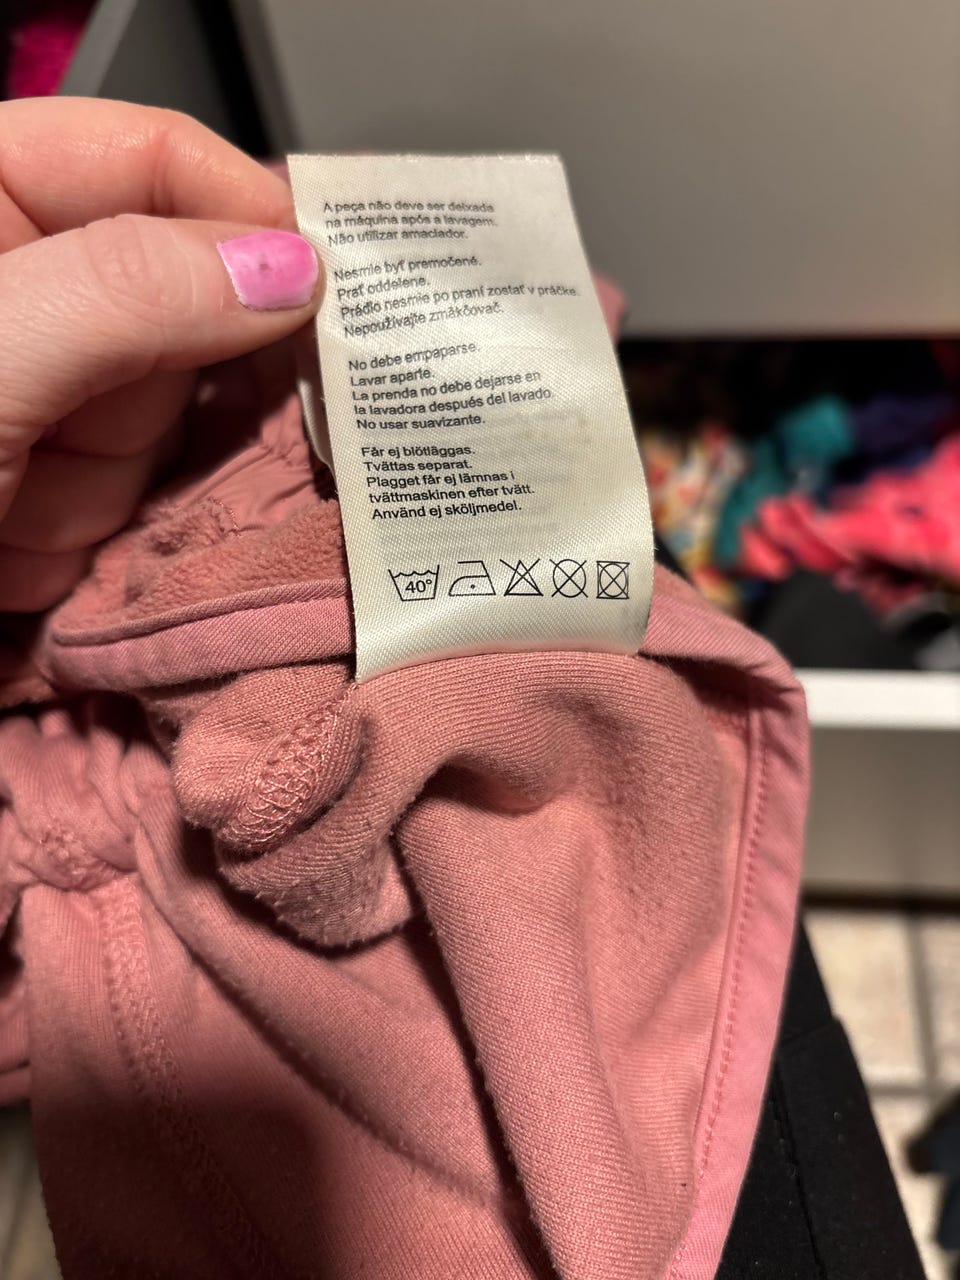 A peça não deve ser deixada
na máquina após a lavagem.
Não utilizar amaciador.
Nesmie byť premočené.
Prať oddelene.
Prádlo nesmie po praní zostať v práčke.
Nepoužívajte zmäkčovač.
No debe empaparse.
Lavar aparte.
La prenda no debe dejarse en
la lavadora después del lavado.
No usar suavizante.
Får ej blötläggas.
Tvättas separat.
Plagget får ej lämnas i
tvättmaskinen efter tvätt.
Använd ej sköljmedel.
40°